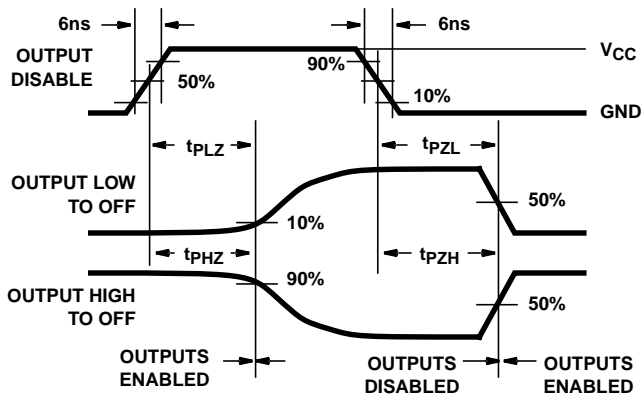 6ns
6ns
OUTPUT
DISABLE
50%
90%
10%
VCC
GND
tPLZ
tPZL
OUTPUT LOW
TO OFF
10%
50%
tPHZ
tPZH
90%
OUTPUT HIGH
TO OFF
50%
OUTPUTS
ENABLED
OUTPUTS
DISABLED
OUTPUTS
ENABLED